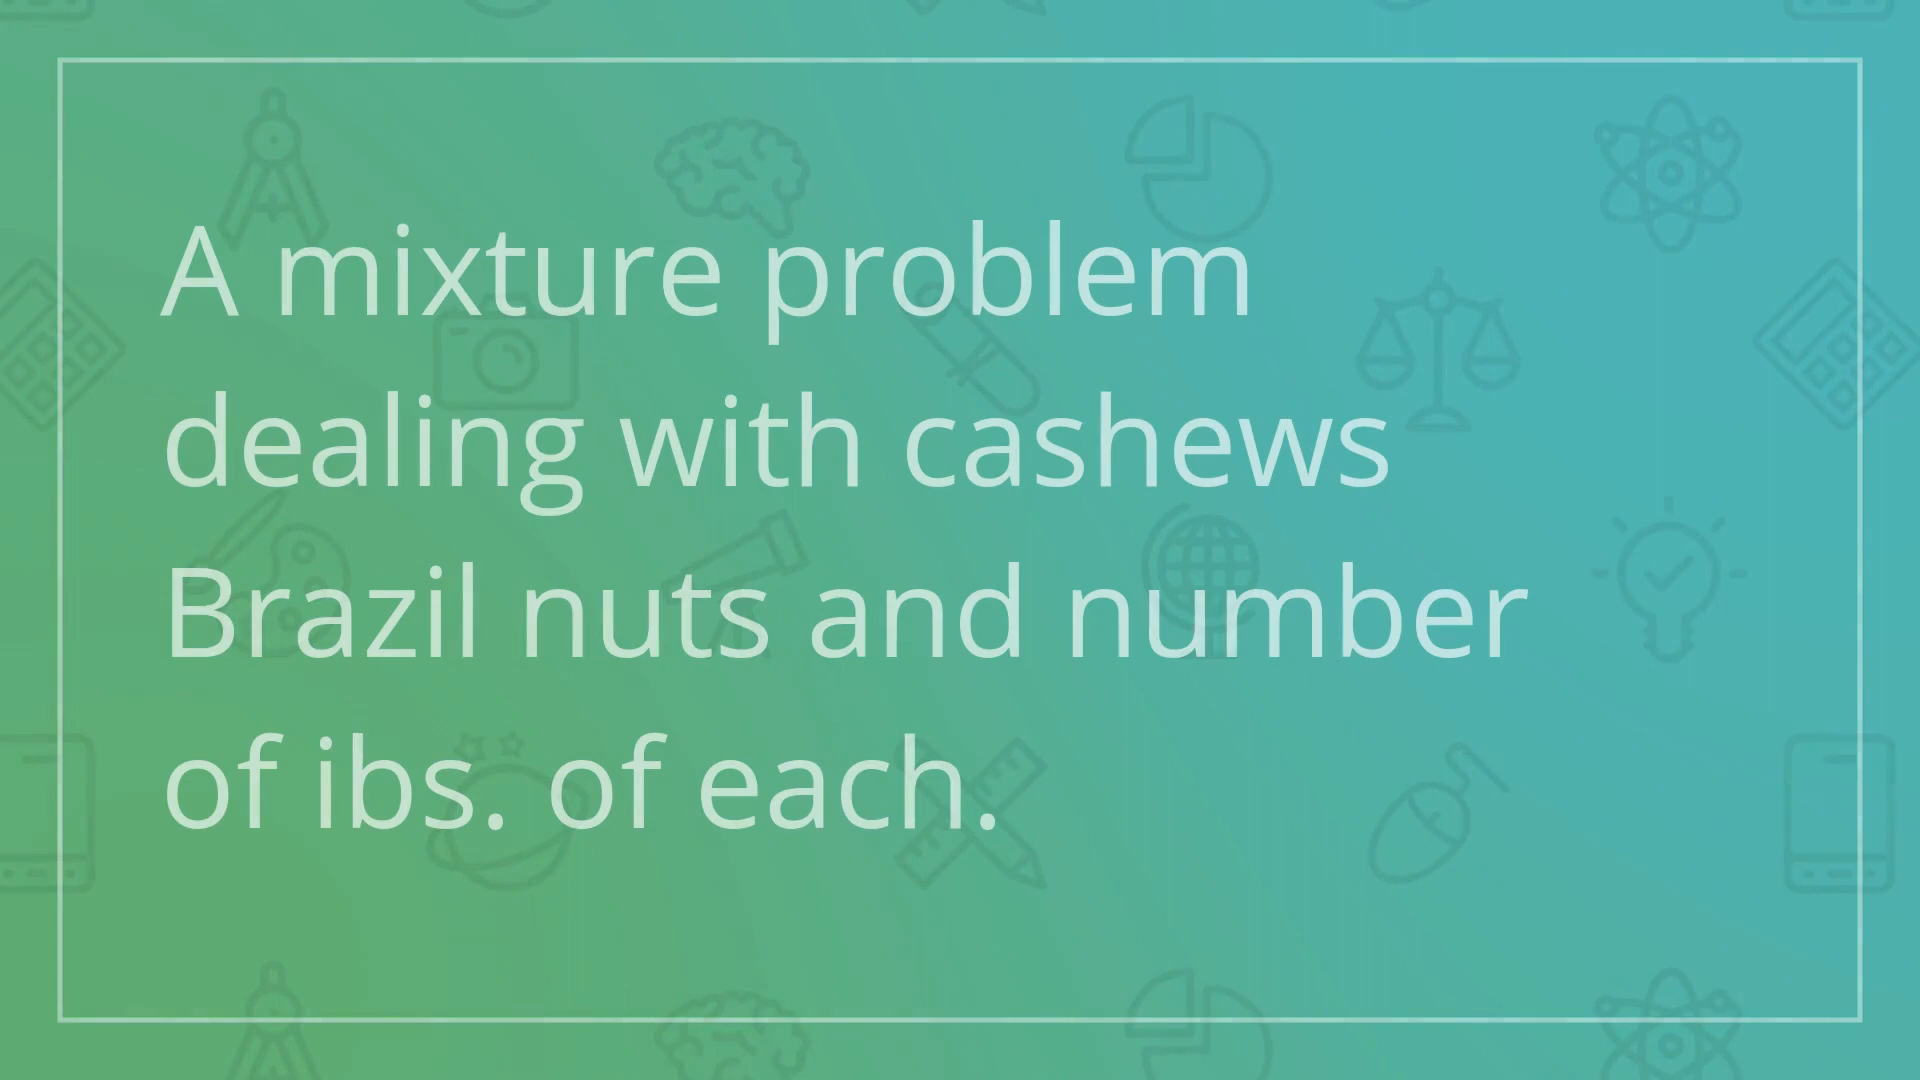 A mixture problem
dealing with cashews
Brazil nuts and number
of ibs. of each.